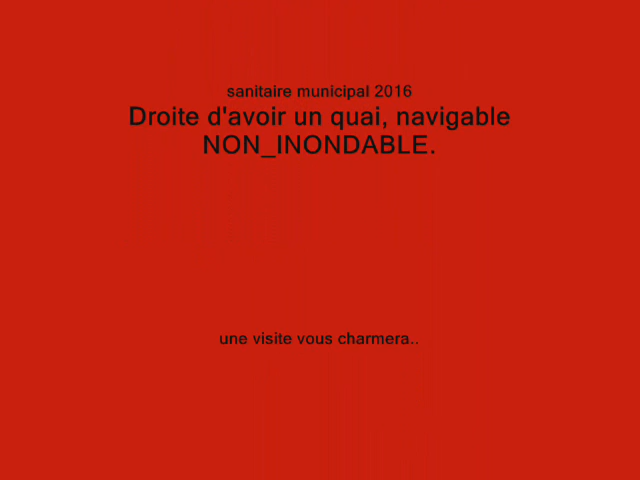 sanitaire municipal 2016
Droite d'avoir un quai, navigable
NON_INONDABLE.
une visite vous charmera..